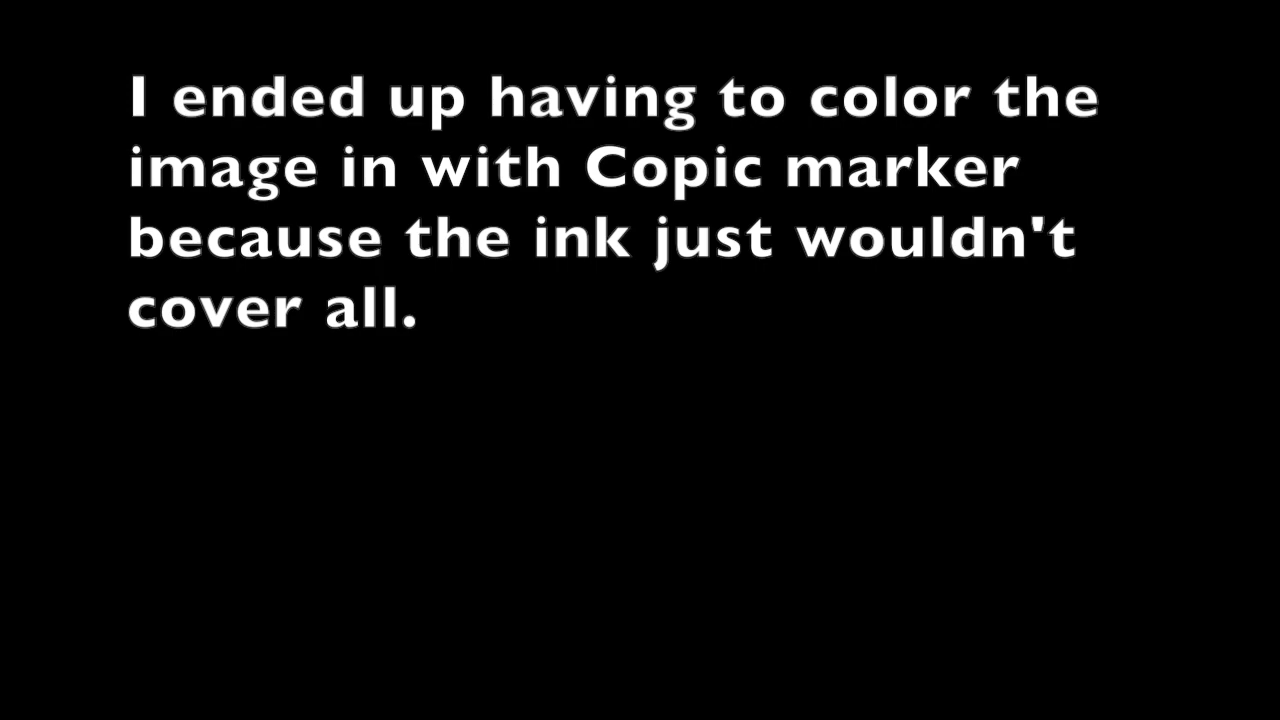 I ended up having to color the
image in with Copic marker
because the ink just wouldn't
cover all.